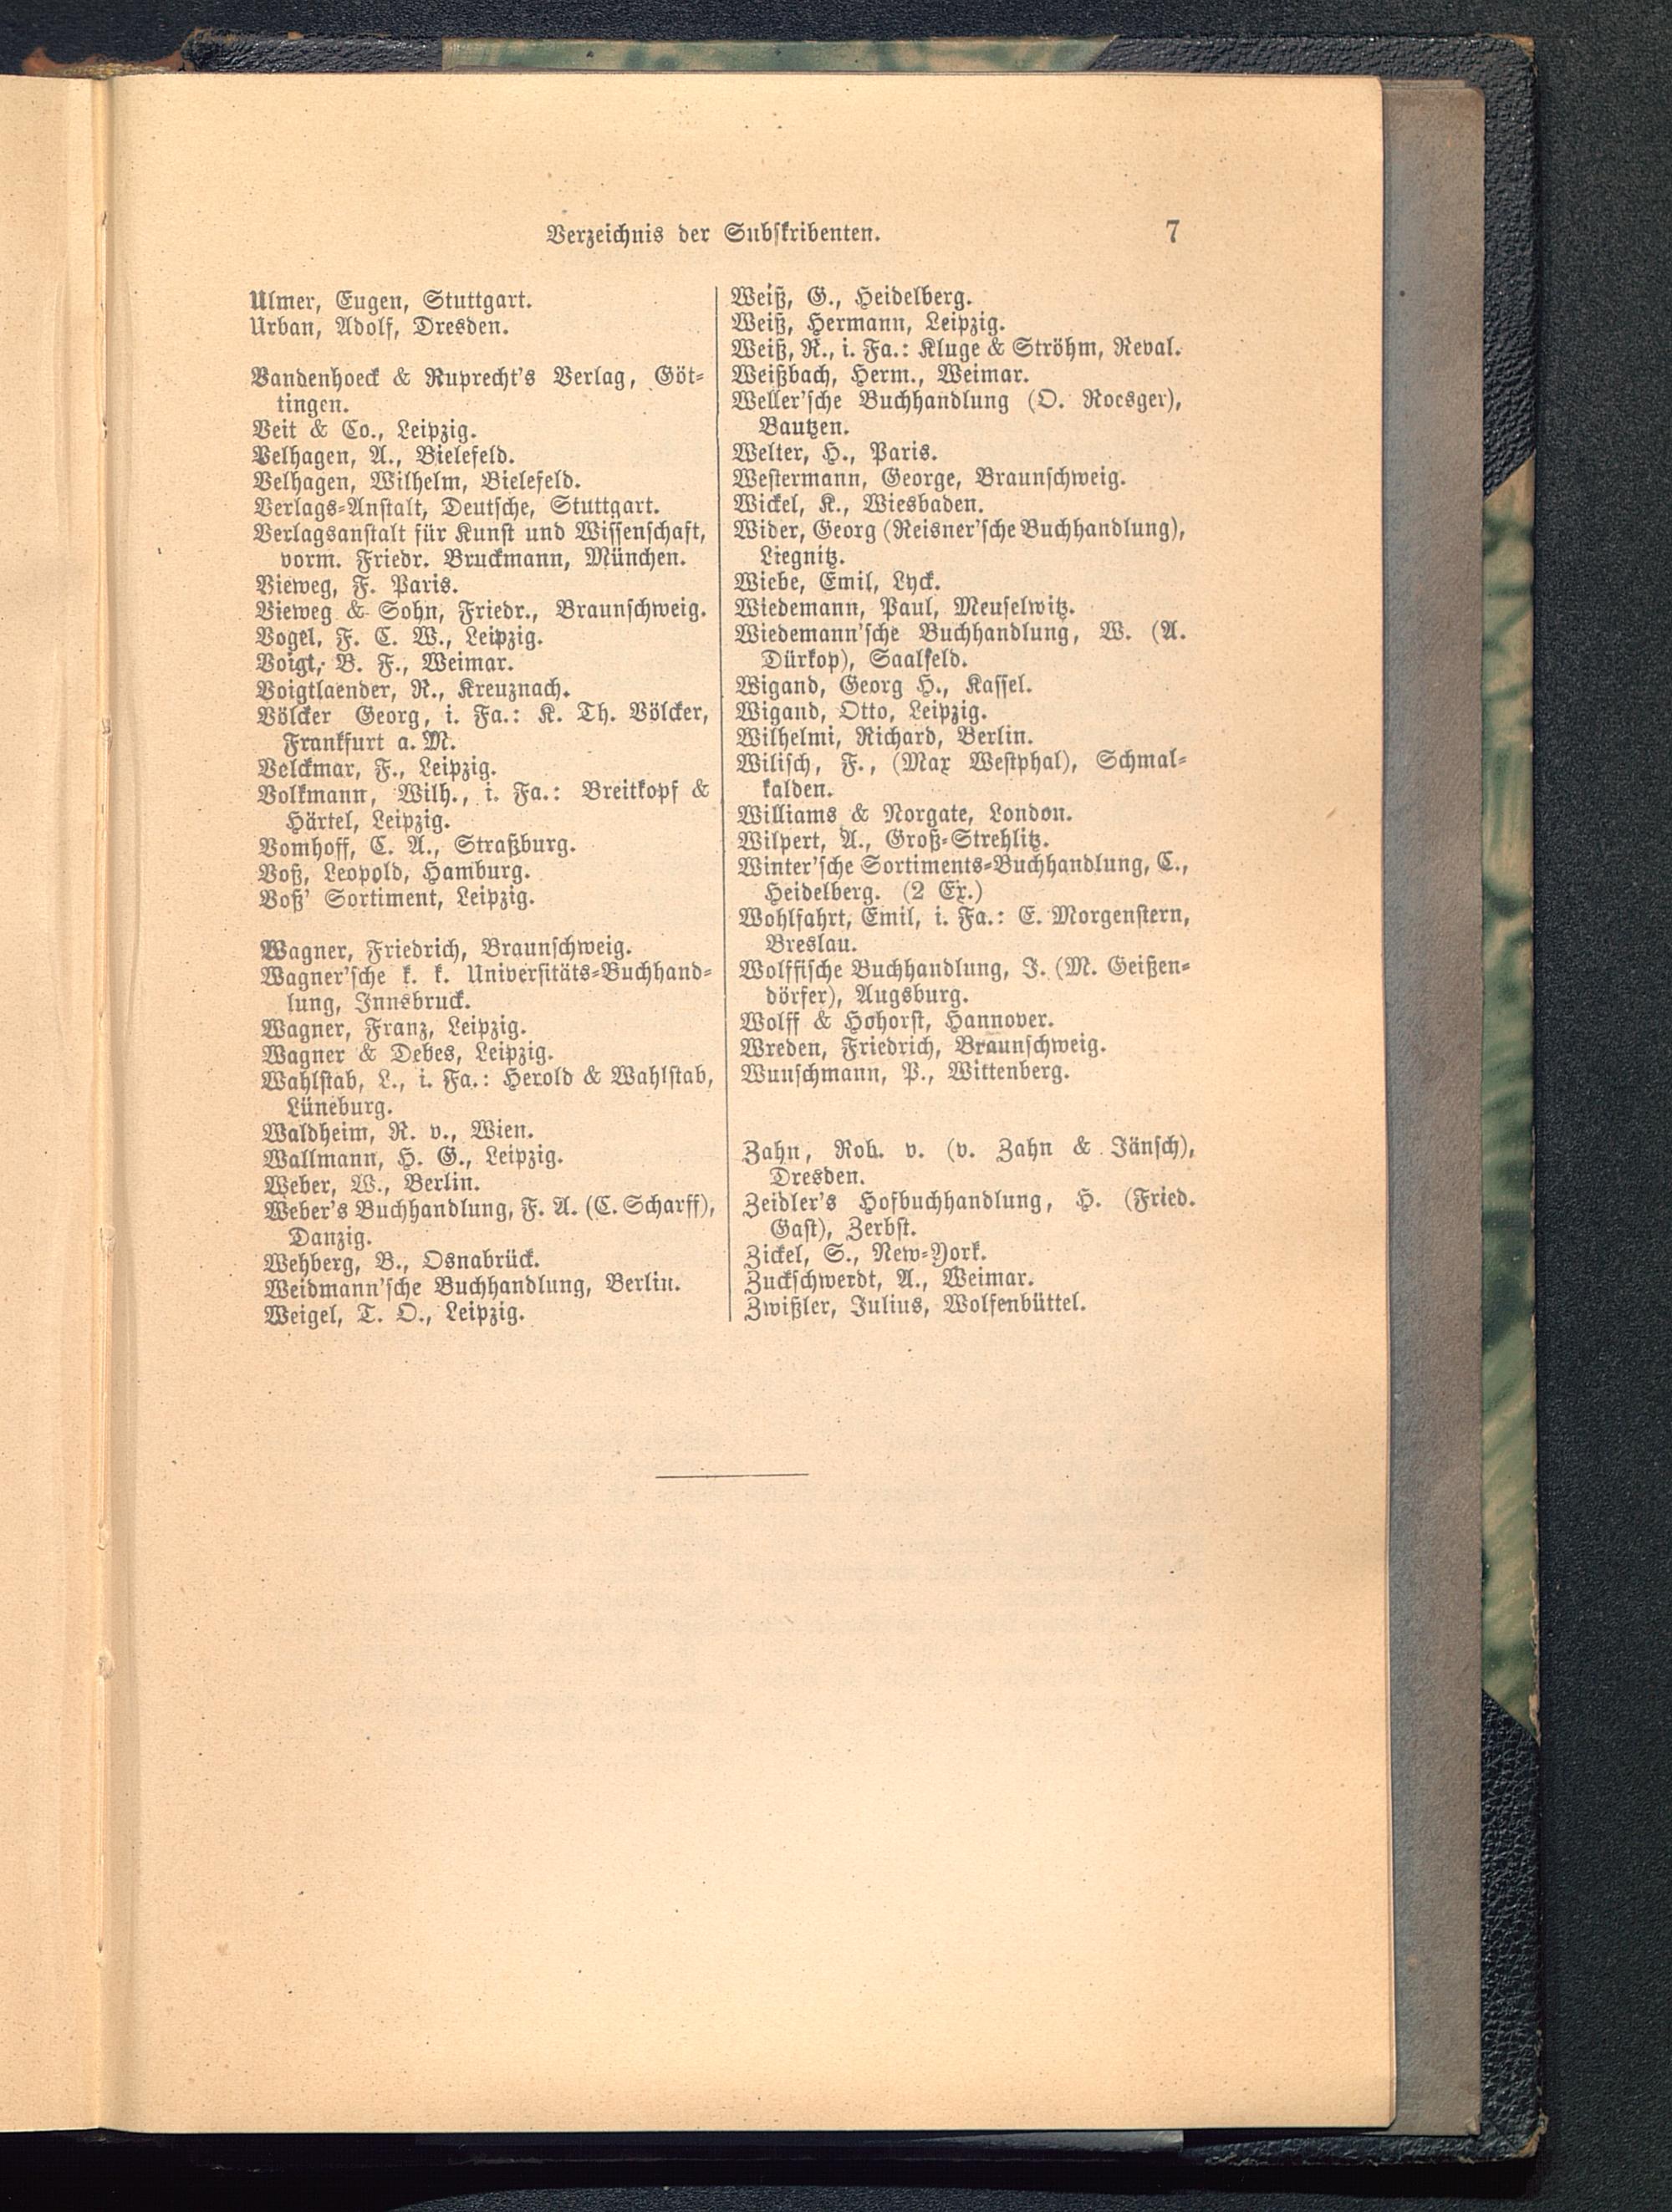 Verzeichnis der Subskribenten. 7
Ulmer, Eugen, Stuttgart.
Urban, Adolf, Dresden.
Vandenhoeck & Ruprecht's Verlag, Göt-
tingen.
Veit & Co., Leipzig.
Velhagen, A., Bielefeld.
Velhagen, Wilhelm, Bielefeld.
Verlags-Anstalt, Deutsche, Stuttgart.
Verlagsanstalt für Kunst und Wissenschaft,
vorm. Friedr. Bruckmann, München.
Vieweg, F. Paris.
Vieweg & Sohn, Friedr., Braunschweig.
Vogel, F. C. W., Leipzig.
Voigt, B. F., Weimar.
Voigtlaender, R., Kreuznach.
Völcker Georg, i. Fa.: K. Th. Völcker,
Frankfurt a. M.
Velckmar, F., Leipzig.
Volkmann, Wilh., i. Fa.: Breitkopf &
Härtel, Leipzig.
Vomhoff, C. A., Straßburg.
Voß, Leopold, Hamburg.
Voß' Sortiment, Leipzig.
Wagner, Friedrich, Braunschweig.
Wagner'sche k. k. Universitäts-Buchhand-
lung, Innsbruck.
Wagner, Franz, Leipzig.
Wagner & Debes, Leipzig.
Wahlstab, L., i. Fa.: Herold & Wahlstab,
Lüneburg.
Waldheim, R. v., Wien.
Wallmann, H. G., Leipzig.
Weber, W., Berlin.
Weber's Buchhandlung, F. A. (C. Scharff),
Danzig.
Wehberg, B., Osnabrück.
Weidmann'sche Buchhandlung, Berlin.
Weigel, T. O., Leipzig.
Weiß, G., Heidelberg.
Weiß, Hermann, Leipzig.
Weiß, R., i. Fa.: Kluge & Ströhm, Reval.
Weißbach, Herm., Weimar.
Weller'sche Buchhandlung (O. Roesger),
Bautzen.
Welter, H., Paris.
Westermann, George, Braunschweig.
Wickel, K., Wiesbaden.
Wider, Georg (Reisner'sche Buchhandlung),
Liegnitz.
Wiebe, Emil, Lyck.
Wiedemann, Paul, Meuselwitz.
Wiedemann'sche Buchhandlung, W. (A.
Dürkop), Saalfeld.
Wigand, Georg H., Kassel.
Wigand, Otto, Leipzig.
Wilhelmi, Richard, Berlin.
Wilisch, F., (Max Westphal), Schmal-
kalden.
Williams & Norgate, London.
Wilpert, A., Groß-Strehlitz.
Winter'sche Sortiments-Buchhandlung, C.,
Heidelberg. (2 Ex.)
Wohlfahrt, Emil, i. Fa.: E. Morgenstern,
Breslau.
Wolffische Buchhandlung, J. (M. Geißen-
dörfer), Augsburg.
Wolff & Hohorst, Hannover.
Wreden, Friedrich, Braunschweig.
Wunschmann, P., Wittenberg.
Zahn, Rob. v. (v. Zahn & Jänsch),
Dresden.
Zeidler's Hofbuchhandlung, H. (Fried.
Gast), Zerbst.
Zickel, S., New-York.
Zuckschwerdt, A., Weimar.
Zwißler, Julius, Wolfenbüttel.